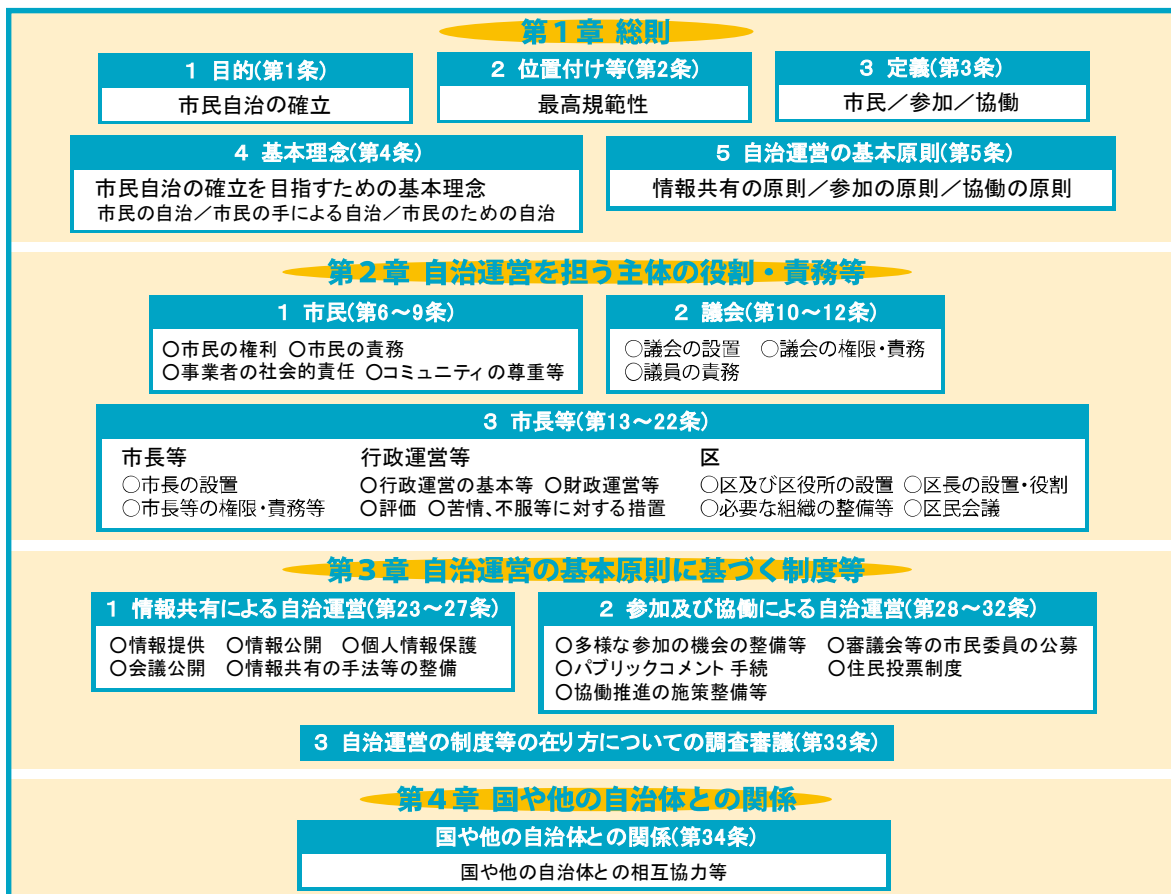 第1章 総則
1 目的(第1条)
市民自治の確立
2 位置付け等(第2条)
最高規範性
3 定義(第3条)
市民／参加／協働
4 基本理念(第4条)
市民自治の確立を目指すための基本理念
市民の自治／市民の手による自治／市民のための自治
5 自治運営の基本原則(第5条)
情報共有の原則／参加の原則／協働の原則
第2章 自治運営を担う主体の役割・責務等
1 市民(第6～9条)
○市民の権利 ○市民の責務
○事業者の社会的責任 ○コミュニティの尊重等
2 議会(第10～12条)
○議会の設置 ○議会の権限・責務
○議員の責務
3 市長等(第13～22条)
市長等
○市長の設置
○市長等の権限・責務等
行政運営等
○行政運営の基本等 ○財政運営等
○評価 ○苦情、不服等に対する措置
区
○区及び区役所の設置 ○区長の設置・役割
○必要な組織の整備等 ○区民会議
第3章 自治運営の基本原則に基づく制度等
1 情報共有による自治運営(第23～27条)
○情報提供 ○情報公開 ○個人情報保護
○会議公開 ○情報共有の手法等の整備
2 参加及び協働による自治運営(第28～32条)
○多様な参加の機会の整備等 ○審議会等の市民委員の公募
○パブリックコメント手続 ○住民投票制度
○協働推進の施策整備等
3 自治運営の制度等の在り方についての調査審議(第33条)
第4章 国や他の自治体との関係
国や他の自治体との関係(第34条)
国や他の自治体との相互協力等